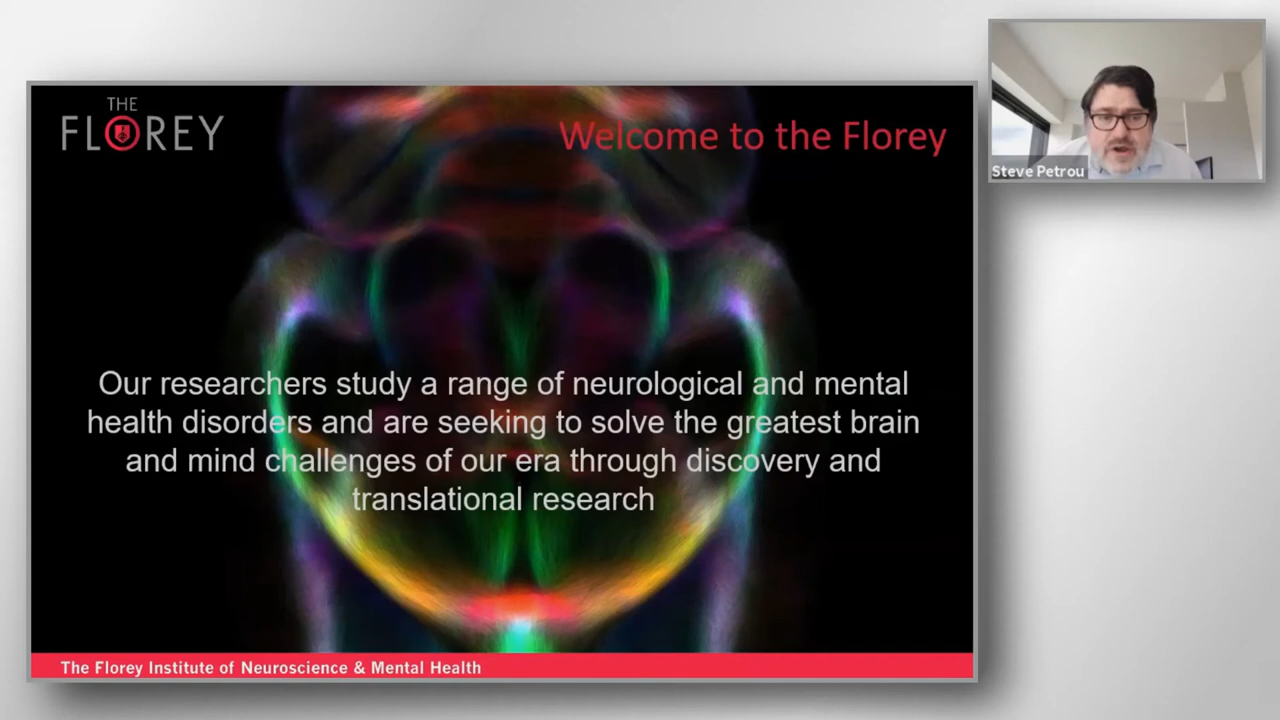 THE
FLOREY
Welcome to the Florey
Steve Petrou
Our researchers study a range of neurological and mental
health disorders and are seeking to solve the greatest brain
and mind challenges of our era through discovery and
translational research
The Florey Institute of Neuroscience & Mental Health